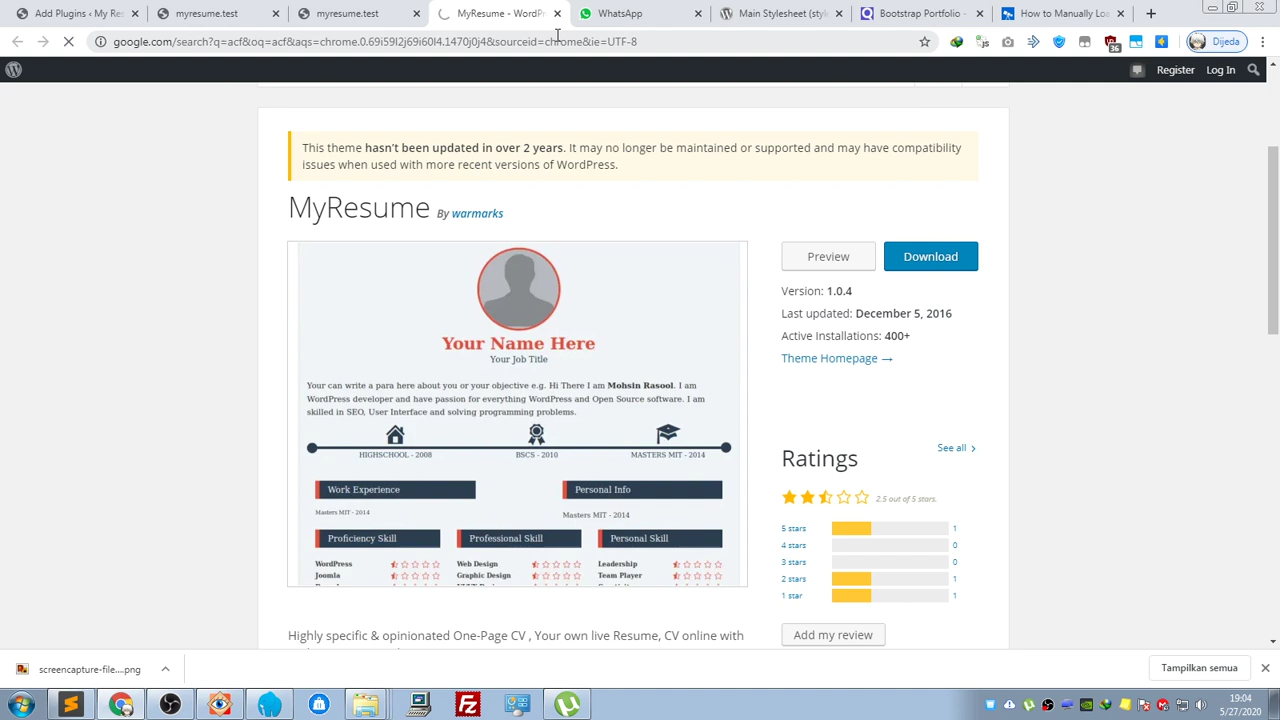 Add Plugins ‹ My Res
myresume.test
myresume.test
MyResume - WordPr
WhatsApp
Main Stylesheet (styl
Bootstrap Portfolio -
How to Manually Loa
google.com/search?q=acf&oq=acf&aqs=chrome.0.69i59l2j69i60l4.1470j0j4&sourceid=chrome&ie=UTF-8
36
Dijeda
Register
Log In
This theme hasn't been updated in over 2 years. It may no longer be maintained or supported and may have compatibility
issues when used with more recent versions of WordPress.
MyResume By warmarks
Preview
Download
Version: 1.0.4
Last updated: December 5, 2016
Active Installations: 400+
Theme Homepage →
Your Name Here
Your Job Title
Your can write a para here about you or your objective e.g. Hi There I am Mohsin Rasool. I am
WordPress developer and have passion for everything WordPress and Open Source software. I am
skilled in SEO, User Interface and solving programming problems.
HIGHSCHOOL - 2008
BSCS - 2010
MASTERS MIT - 2014
Work Experience
Personal Info
Masters MIT - 2014
Masters MIT - 2014
Proficiency Skill
Professional Skill
Personal Skill
WordPress
Web Design
Leadership
Joomla
Graphic Design
Team Player
Ratings
See all
2.5 out of 5 stars.
5 stars 1
4 stars 0
3 stars 0
2 stars 1
1 star 1
Add my review
Highly specific & opinionated One-Page CV , Your own live Resume, CV online with
screencapture-file....png
Tampilkan semua
19:04
5/27/2020